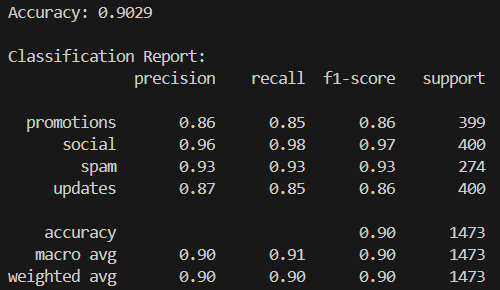 Accuracy: 0.9029
Classification Report:
precision recall f1-score support
promotions 0.86 0.85 0.86 399
social 0.96 0.98 0.97 400
spam 0.93 0.93 0.93 274
updates 0.87 0.85 0.86 400
accuracy 0.90 1473
macro avg 0.90 0.91 0.90 1473
weighted avg 0.90 0.90 0.90 1473